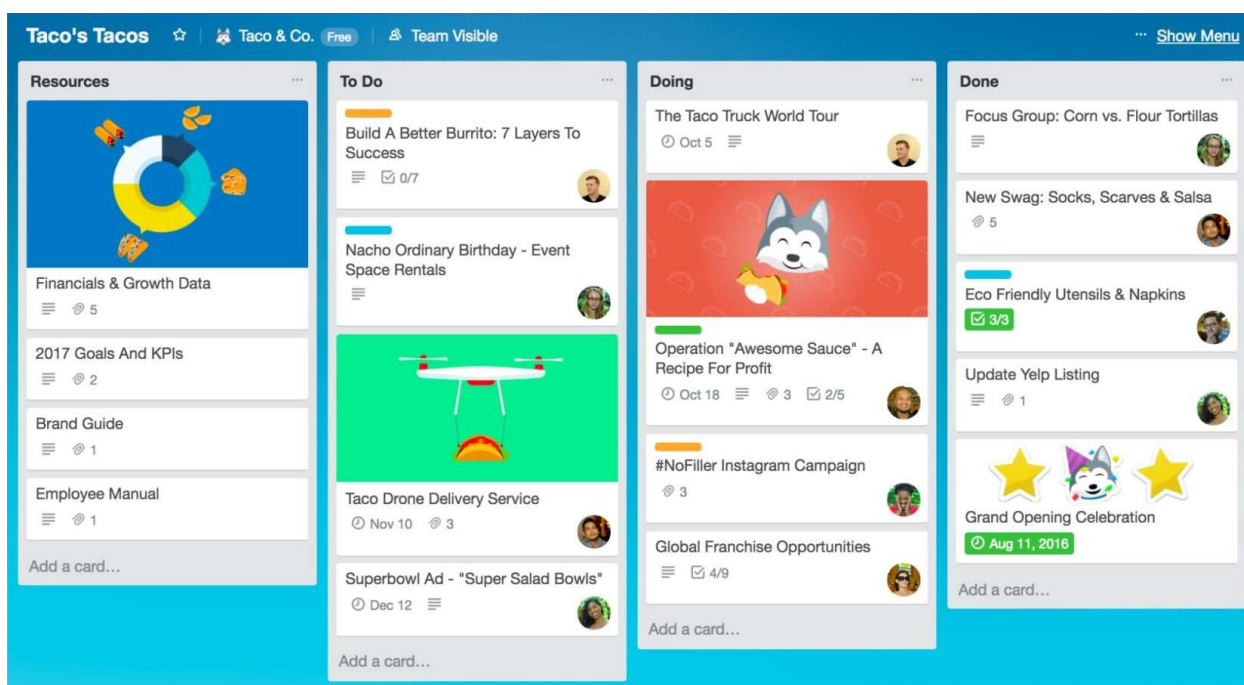 Taco's Tacos
Taco & Co. Free
Team Visible
... Show Menu
Resources
Financials & Growth Data
5
2017 Goals And KPIs
2
Brand Guide
1
Employee Manual
1
Add a card...
To Do
Build A Better Burrito: 7 Layers To
Success
0/7
Nacho Ordinary Birthday - Event
Space Rentals
Taco Drone Delivery Service
Nov 10 3
Superbowl Ad - "Super Salad Bowls"
Dec 12
Add a card...
Doing
The Taco Truck World Tour
Oct 5
Operation "Awesome Sauce" - A
Recipe For Profit
Oct 18 3 2/5
#NoFiller Instagram Campaign
3
Global Franchise Opportunities
4/9
Add a card...
Done
Focus Group: Corn vs. Flour Tortillas
New Swag: Socks, Scarves & Salsa
5
Eco Friendly Utensils & Napkins
3/3
Update Yelp Listing
1
Grand Opening Celebration
Aug 11, 2016
Add a card...